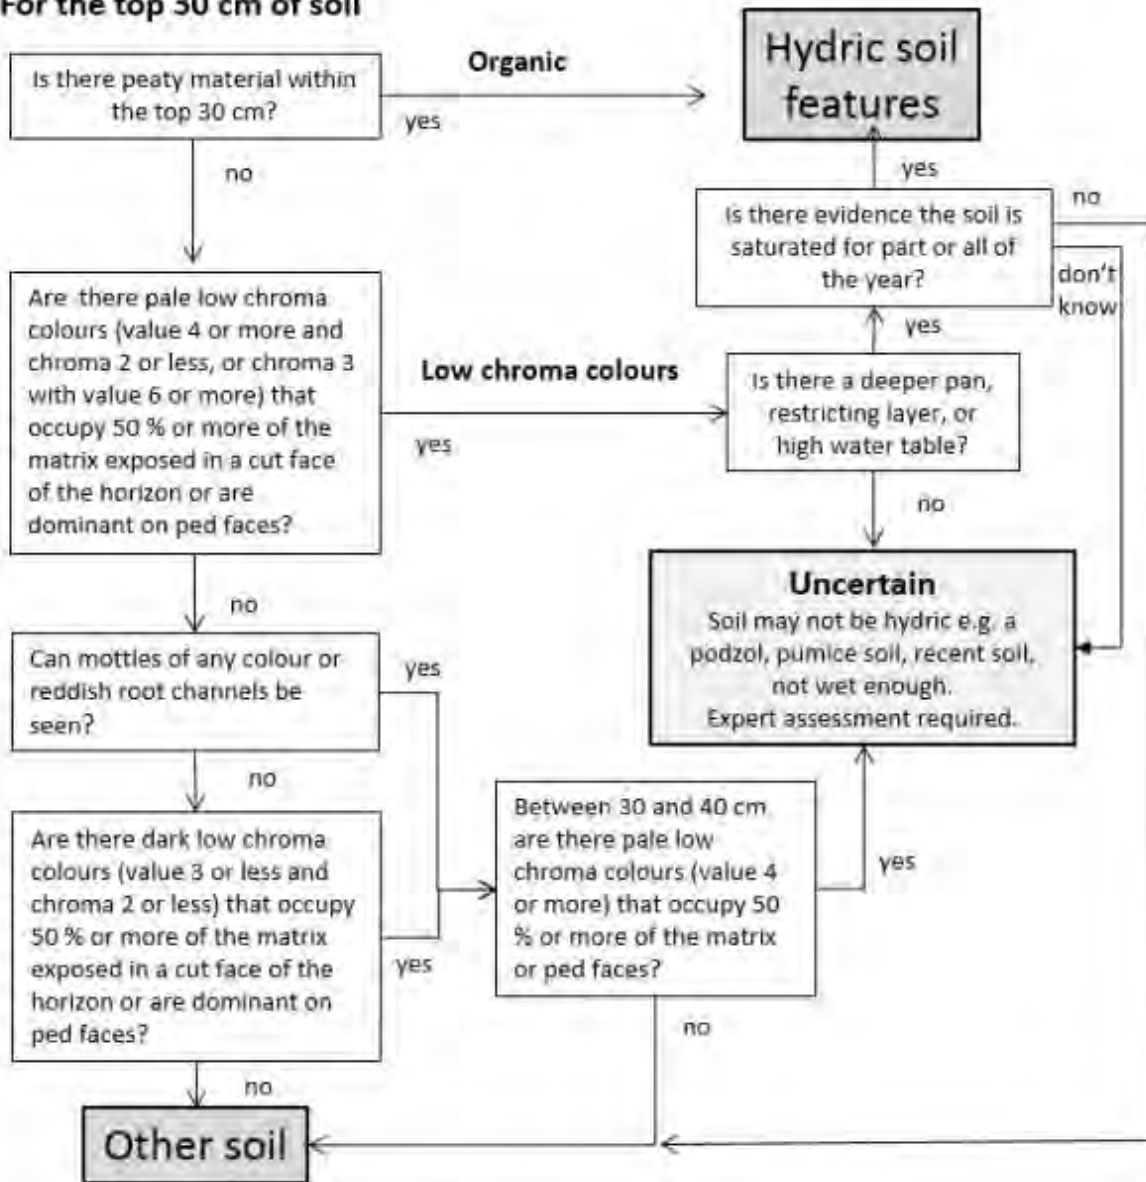 For the top 30 cm of soil
Is there peaty material within
the top 30 cm?
Organic
yes
no
Hydric soil
features
yes
Is there evidence the soil is
saturated for part or all of
the year?
no
don't
know
yes
Are there pale low chroma
colours (value 4 or more and
chroma 2 or less, or chroma 3
with value 6 or more) that
occupy 50 % or more of the
matrix exposed in a cut face
of the horizon or are
dominant on ped faces?
Low chroma colours
yes
Is there a deeper pan,
restricting layer, or
high water table?
no
no
Uncertain
Soil may not be hydric e.g. a
podzol, pumice soil, recent soil,
not wet enough.
Expert assessment required.
Can mottles of any colour or
reddish root channels be
seen?
yes
no
Are there dark low chroma
colours (value 3 or less and
chroma 2 or less) that occupy
50 % or more of the matrix
exposed in a cut face of the
horizon or are dominant on
ped faces?
yes
Between 30 and 40 cm
are there pale low
chroma colours (value 4
or more) that occupy 50
% or more of the matrix
or ped faces?
yes
no
no
Other soil